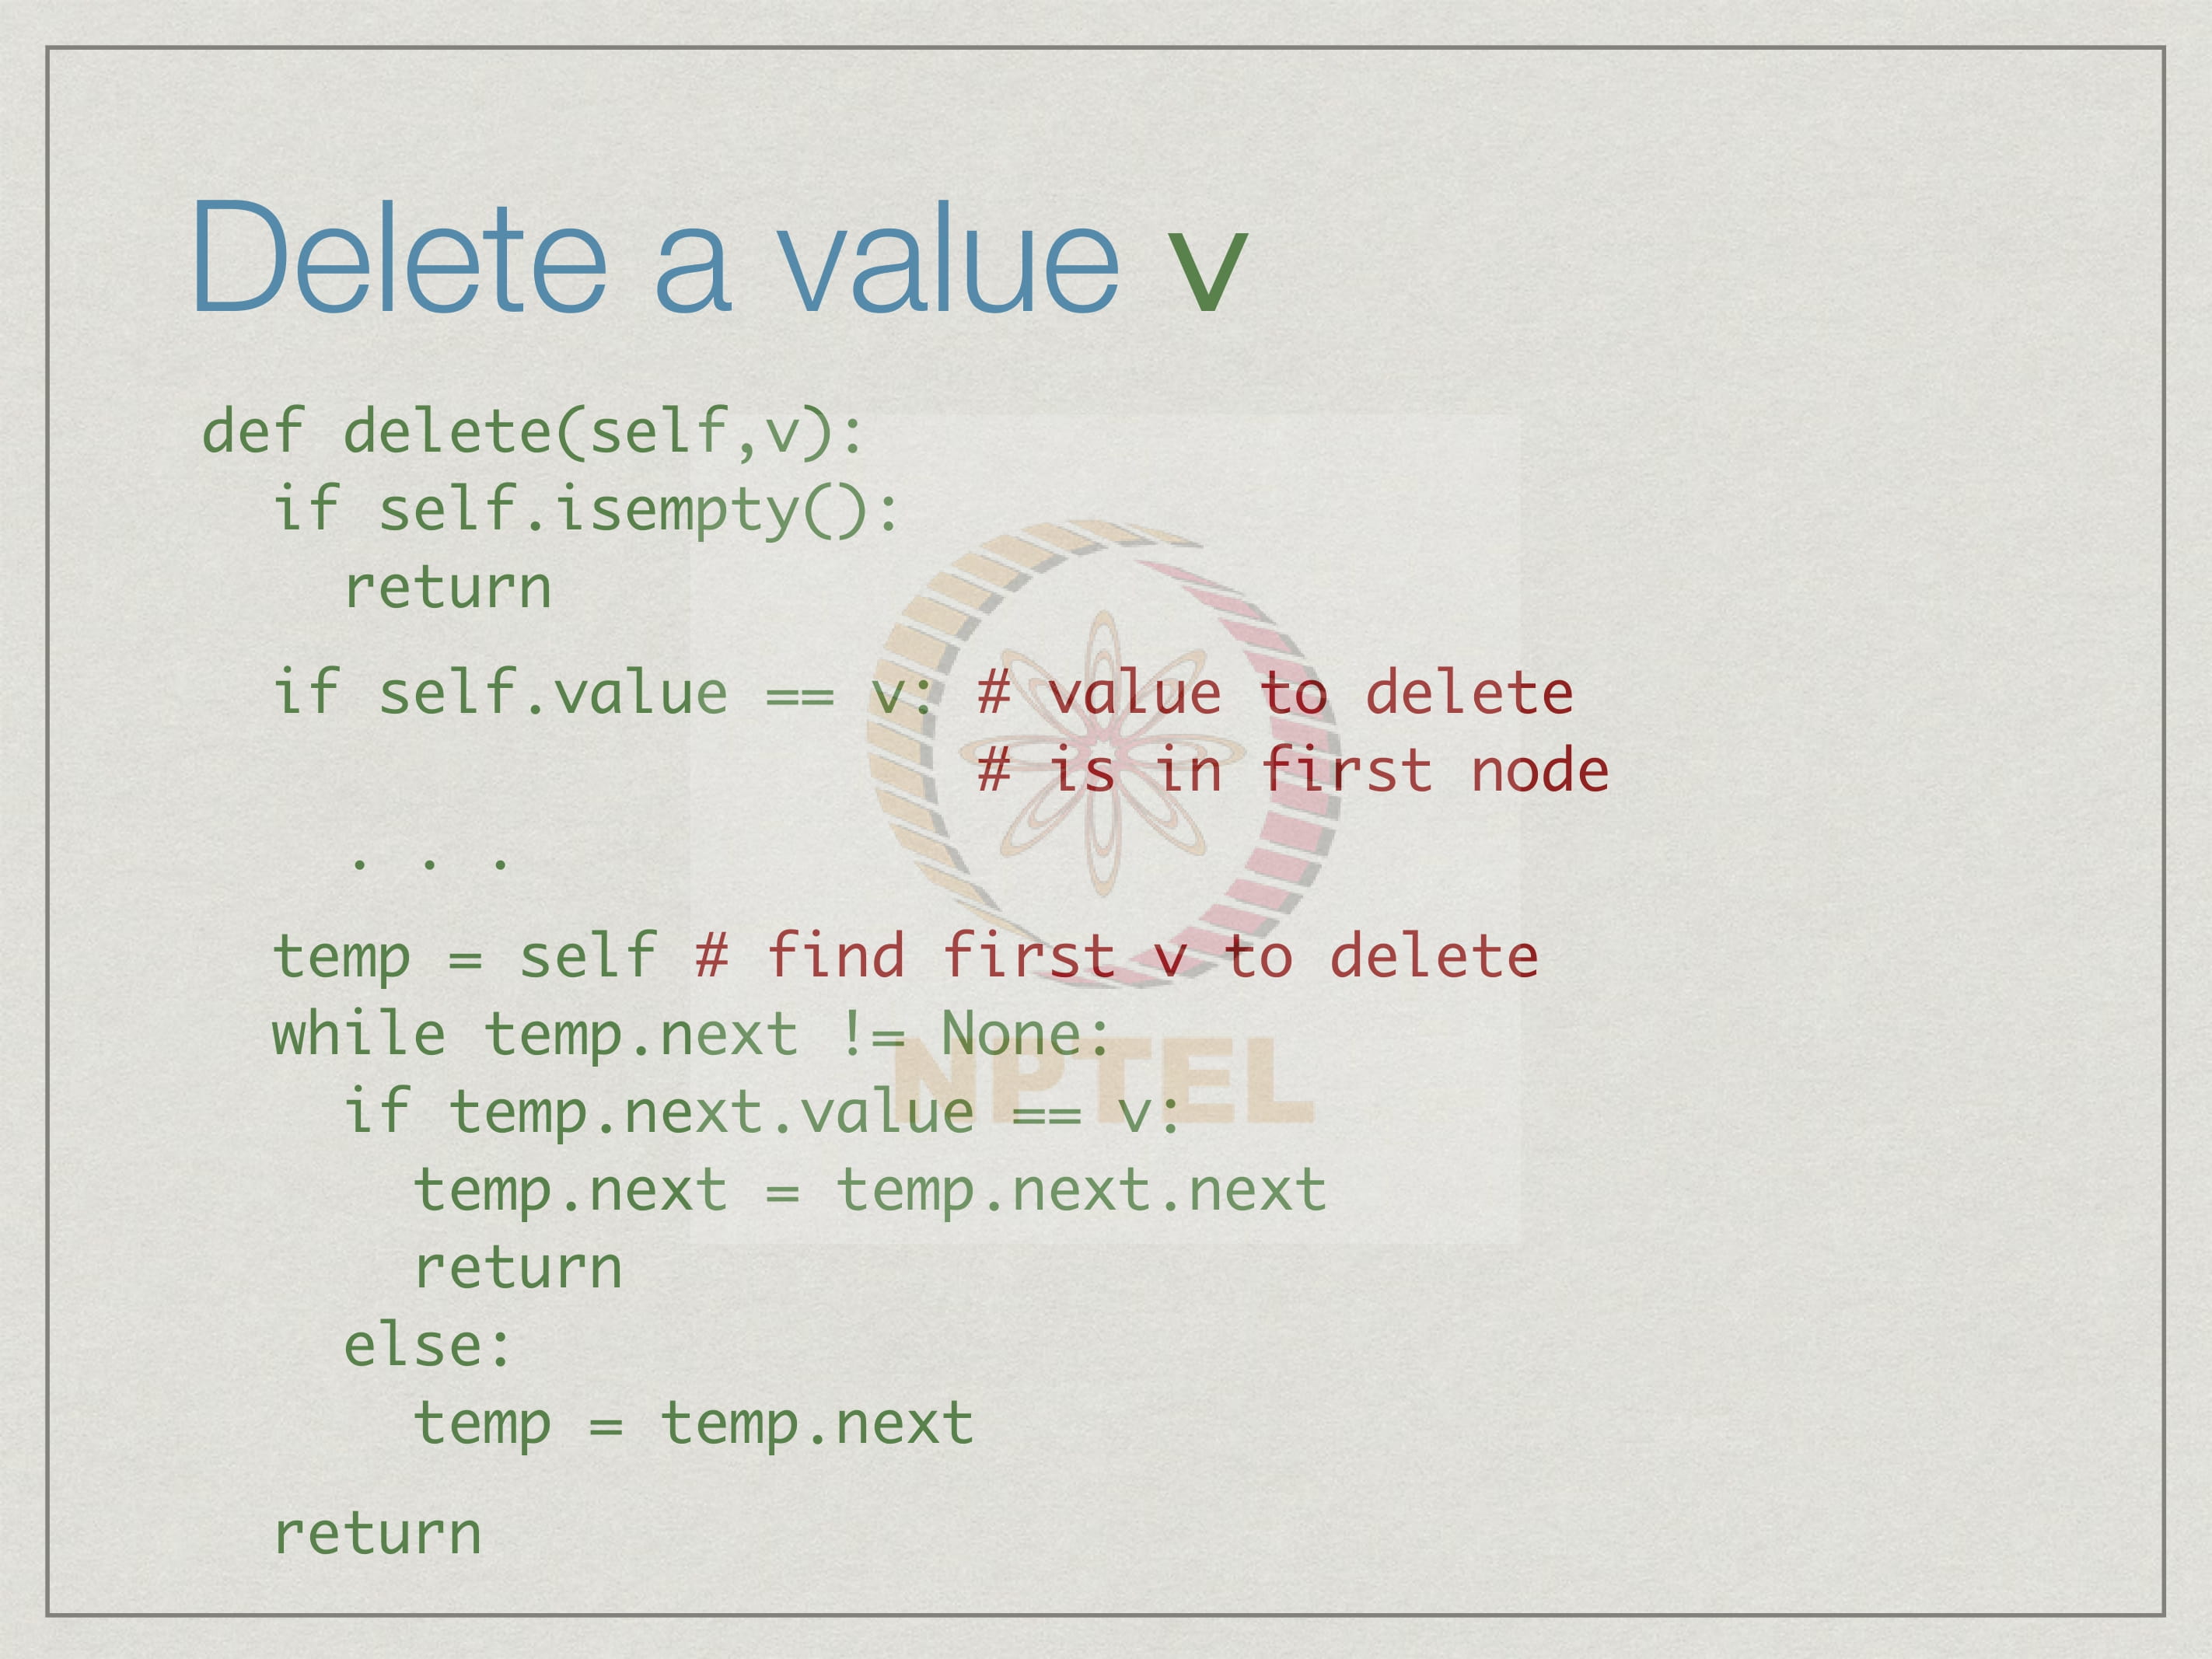 Delete a value v
def delete(self,v):
  if self.isempty():
    return
  if self.value == v: # value to delete
                      # is in first node
    . . .
  temp = self # find first v to delete
  while temp.next != None:
    if temp.next.value == v:
      temp.next = temp.next.next
      return
    else:
      temp = temp.next
  return
NPTEL